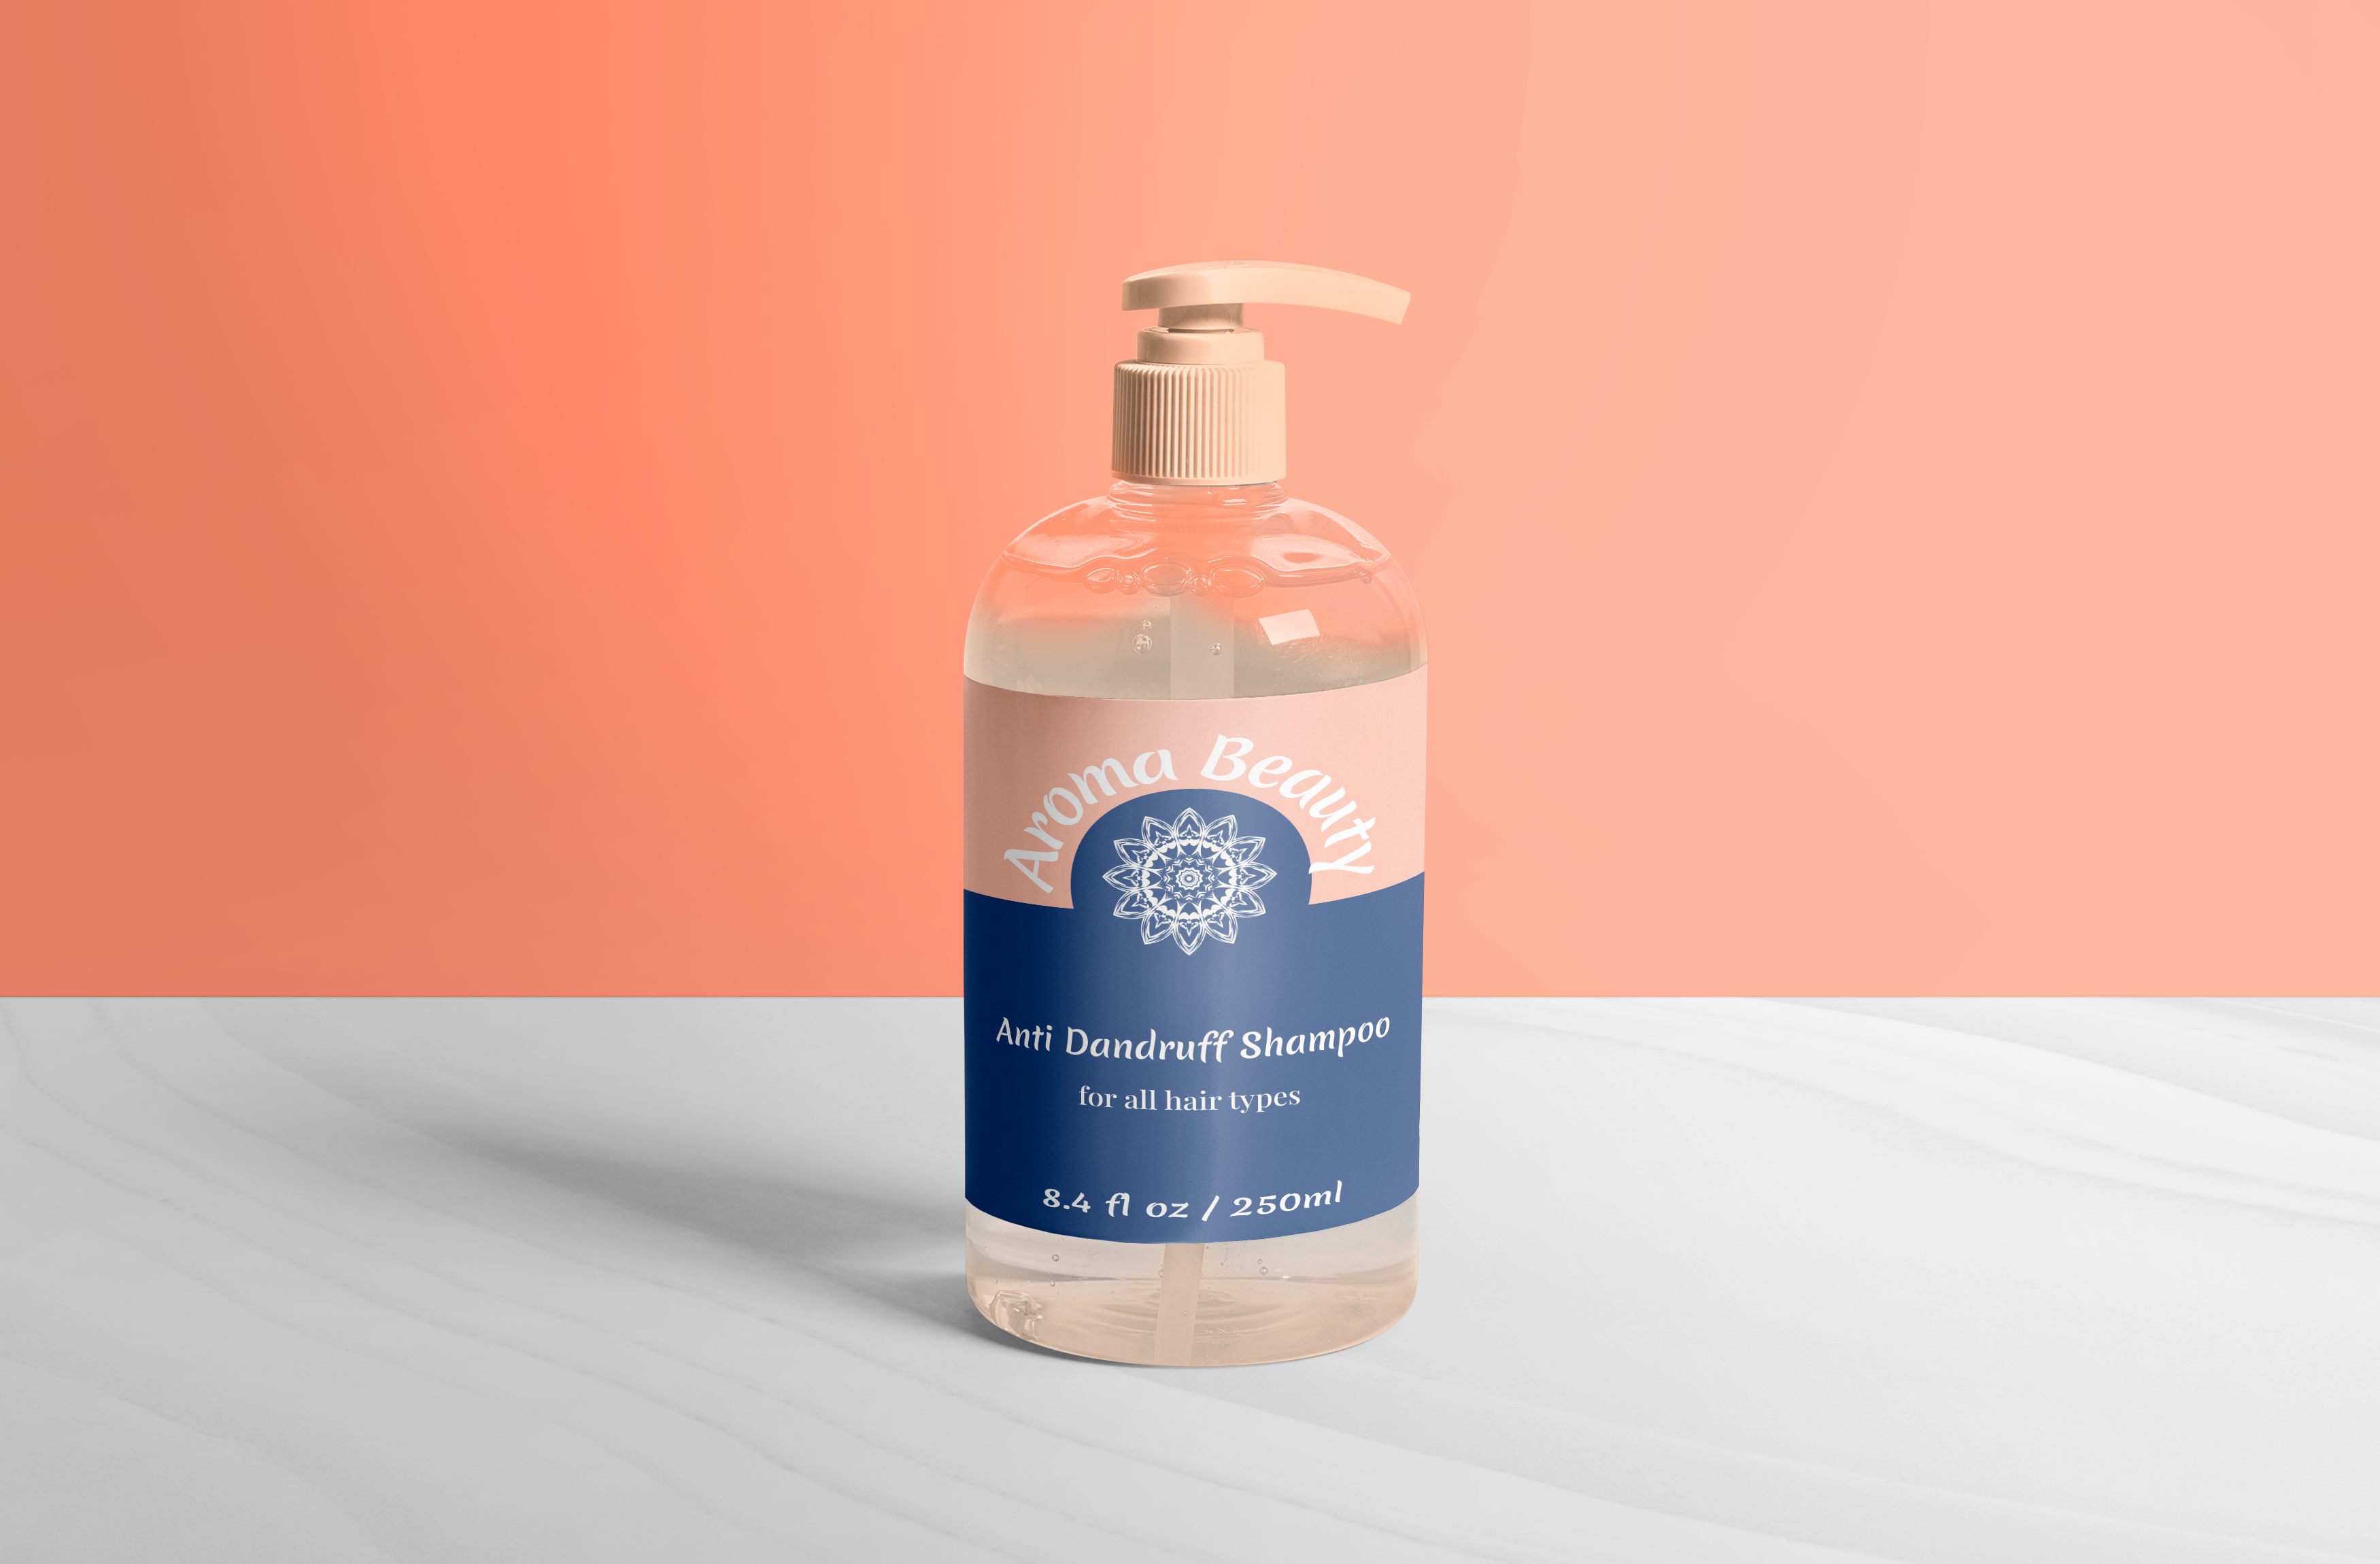 Aroma Beauty
Anti Dandruff Shampoo
for all hair types
8.4 fl oz / 250ml